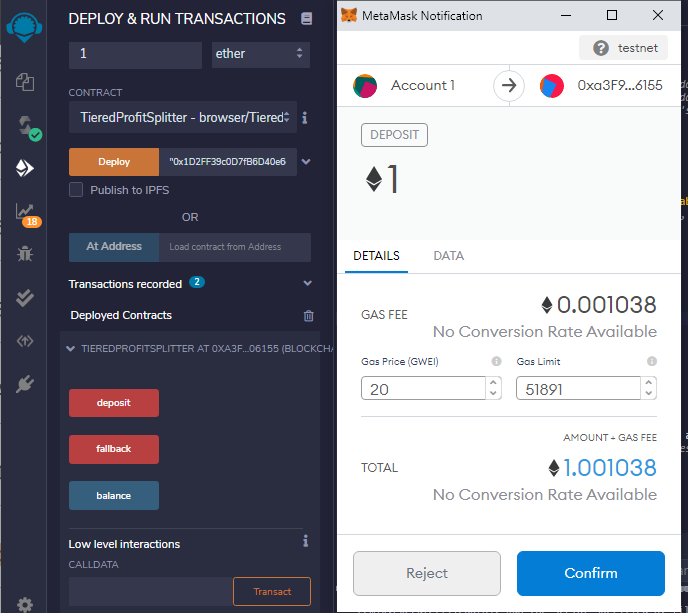 DEPLOY & RUN TRANSACTIONS
1
ether
CONTRACT
TieredProfitSplitter - browser/Tiered
Deploy
"0x1D2FF39c0D7fB6D40e6
Publish to IPFS
OR
At Address
Load contract from Address
Transactions recorded 2
Deployed Contracts
TIEREDPROFITSPLITTER AT 0XA3F...06155 (BLOCKCHA
deposit
fallback
balance
Low level interactions
CALLDATA
Transact
18
MetaMask Notification
testnet
Account 1
0xa3F9...6155
DEPOSIT
1
DETAILS
DATA
GAS FEE
0.001038
No Conversion Rate Available
Gas Price (GWEI)
Gas Limit
20
51891
AMOUNT + GAS FEE
TOTAL
1.001038
No Conversion Rate Available
Reject
Confirm